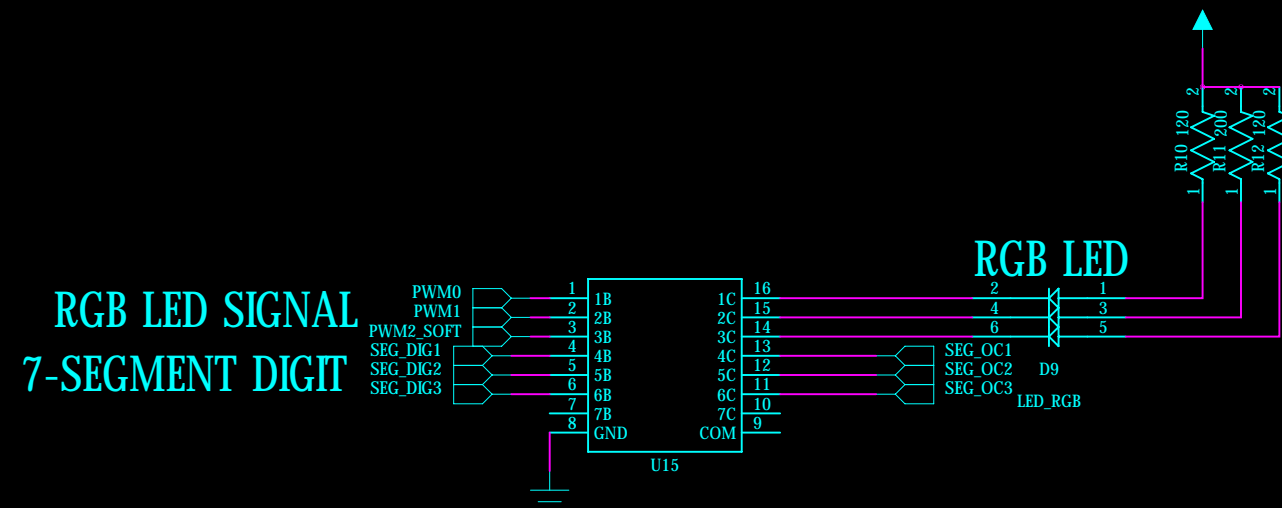 2 2 2
R10 120 R11 200 R12 120
1 1 1
RGB LED
RGB LED SIGNAL
7-SEGMENT DIGIT
PWM0 1 1B 1C 16 2 1
PWM1 2 2B 2C 15 4 3
PWM2_SOFT 3 3B 3C 14 6 5
SEG_DIG1 4 4B 4C 13 SEG_OC1
SEG_DIG2 5 5B 5C 12 SEG_OC2 D9
SEG_DIG3 6 6B 6C 11 SEG_OC3
LED_RGB
7 7B 7C 10
8 GND COM 9
U15